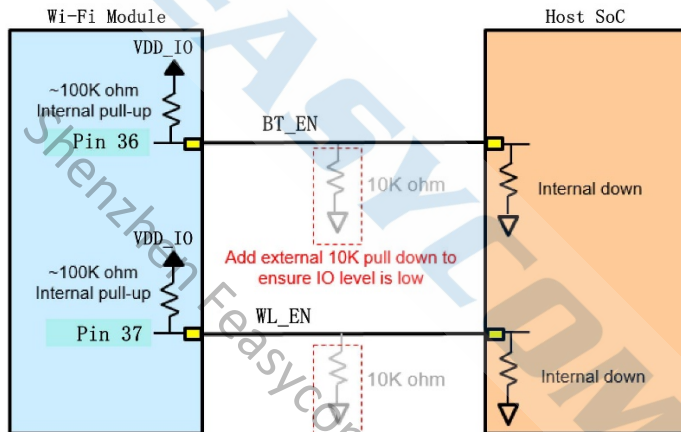 Wi-Fi Module
Host SoC
VDD_IO
~100K ohm
Internal pull-up
Pin 36
BT_EN
10K ohm
Internal down
Add external 10K pull down to
ensure IO level is low
VDD_IO
~100K ohm
Internal pull-up
Pin 37
WL_EN
10K ohm
Internal down
Shenzhen Feasycom
EASYCOM